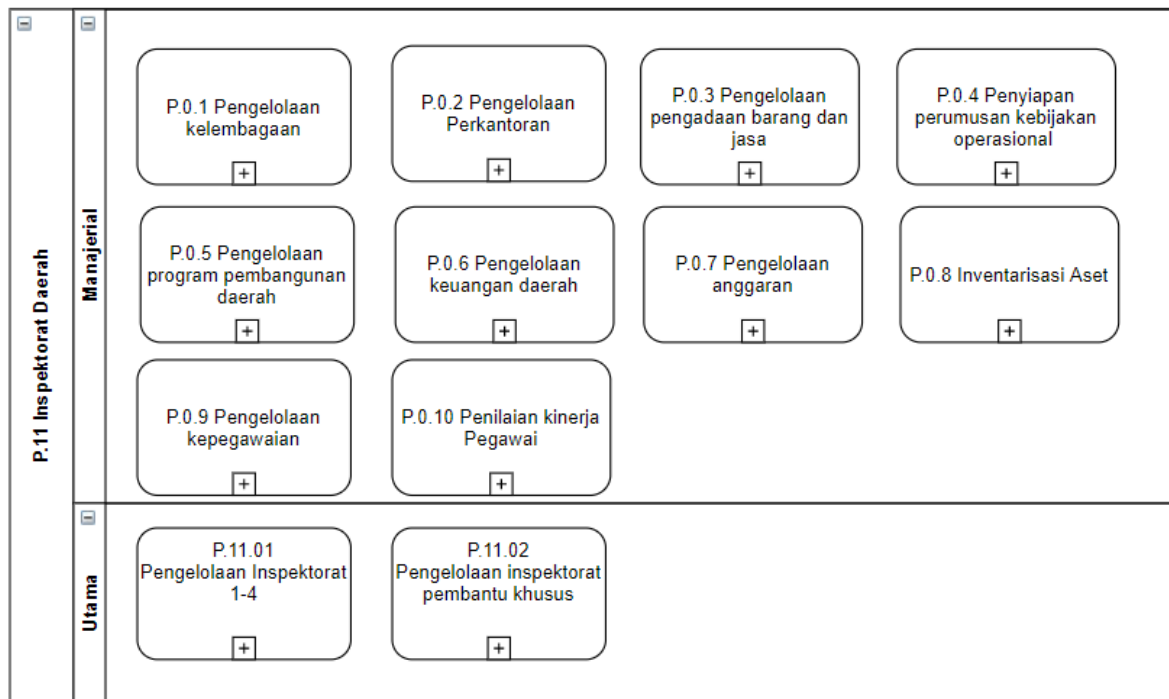 P.11 Inspektorat Daerah
Manajerial
P.0.1 Pengelolaan
kelembagaan
P.0.2 Pengelolaan
Perkantoran
P.0.3 Pengelolaan
pengadaan barang dan
jasa
P.0.4 Penyiapan
perumusan kebijakan
operasional
P.0.5 Pengelolaan
program pembangunan
daerah
P.0.6 Pengelolaan
keuangan daerah
P.0.7 Pengelolaan
anggaran
P.0.8 Inventarisasi Aset
P.0.9 Pengelolaan
kepegawaian
P.0.10 Penilaian kinerja
Pegawai
Utama
P.11.01
Pengelolaan Inspektorat
1-4
P.11.02
Pengelolaan inspektorat
pembantu khusus